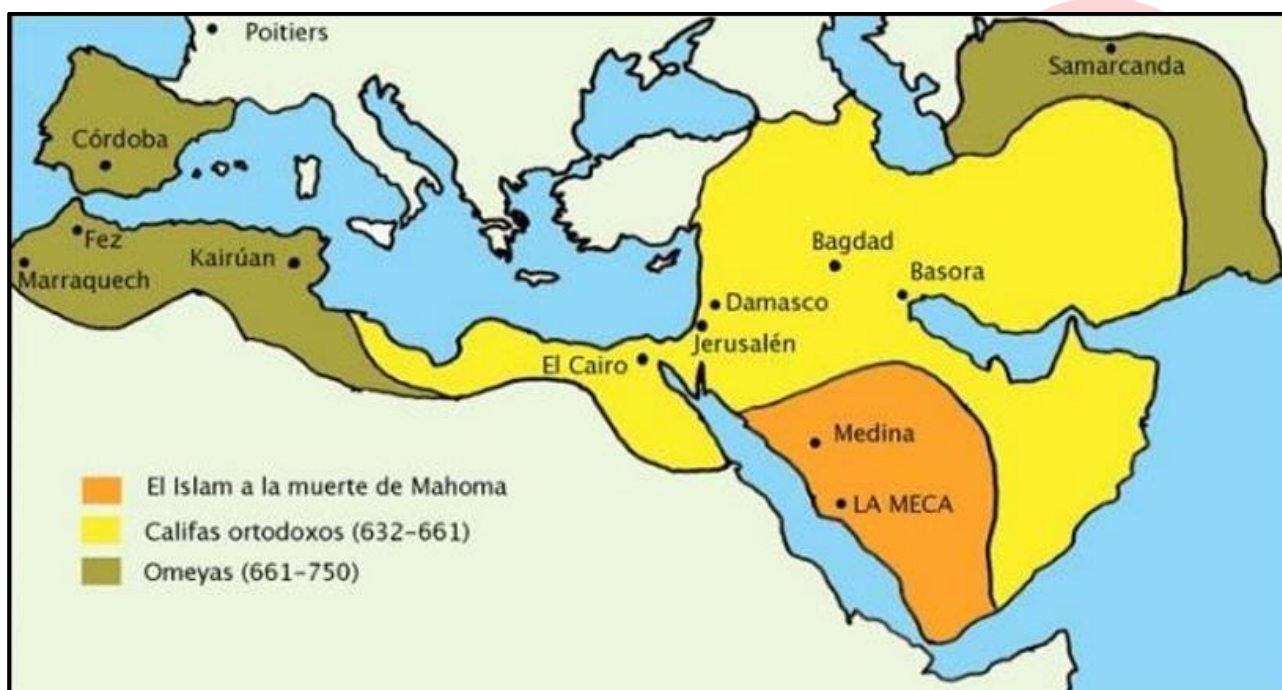 Poitiers
Samarcanda
Córdoba
Fez
Kairúan
Marraquech
Bagdad
Basora
Damasco
Jerusalén
El Cairo
Medina
LA MECA
El Islam a la muerte de Mahoma
Califas ortodoxos (632-661)
Omeyas (661-750)